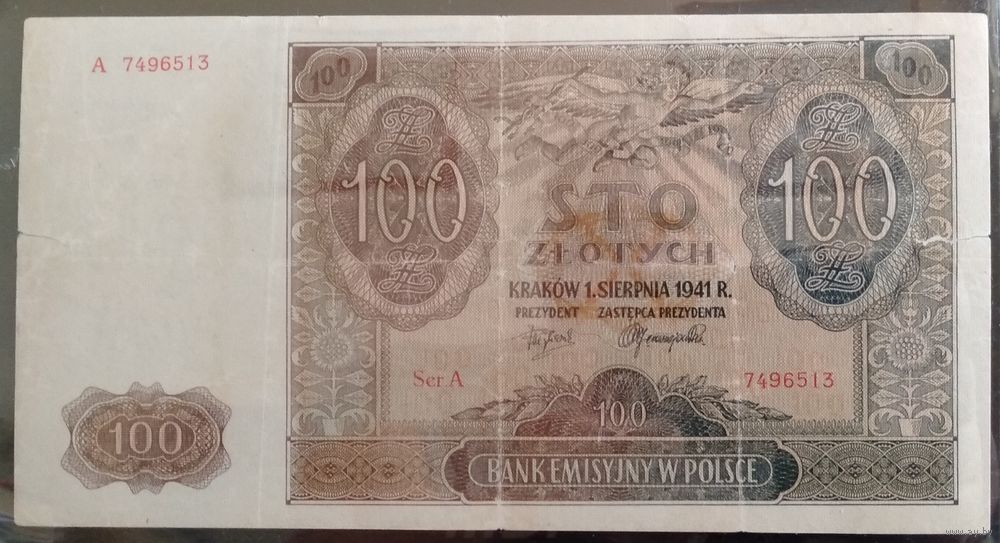 A 7496513
100
100
100
100
STO
ZŁOTYCH
KRAKÓW 1. SIERPNIA 1941 R.
PREZYDENT ZASTĘPCA PREZYDENTA
Ser A
7496513
100
100
BANK EMISYJNY W POLSCE